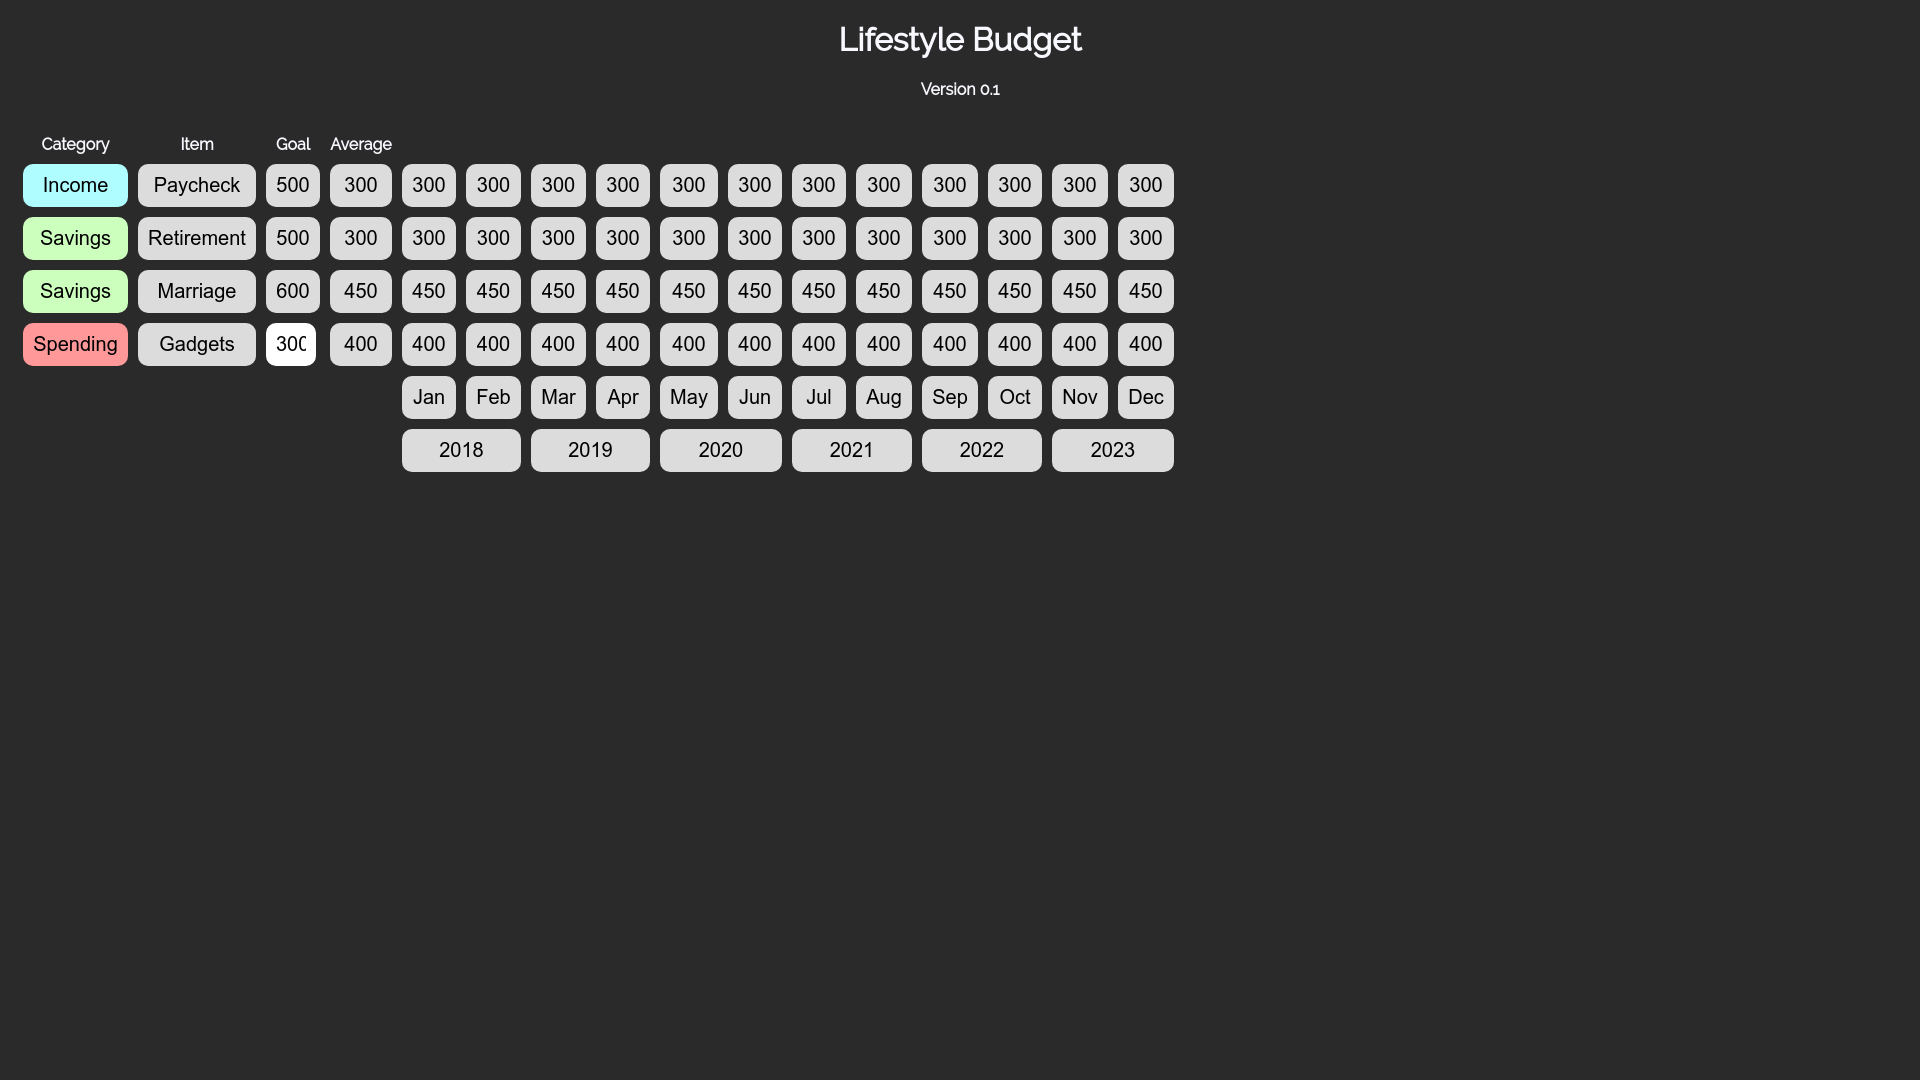 Lifestyle Budget
Version 0.1
Category Item Goal Average
Income Paycheck 500 300 300 300 300 300 300 300 300 300 300 300 300 300
Savings Retirement 500 300 300 300 300 300 300 300 300 300 300 300 300 300
Savings Marriage 600 450 450 450 450 450 450 450 450 450 450 450 450 450
Spending Gadgets 300 400 400 400 400 400 400 400 400 400 400 400 400 400
Jan Feb Mar Apr May Jun Jul Aug Sep Oct Nov Dec
2018 2019 2020 2021 2022 2023